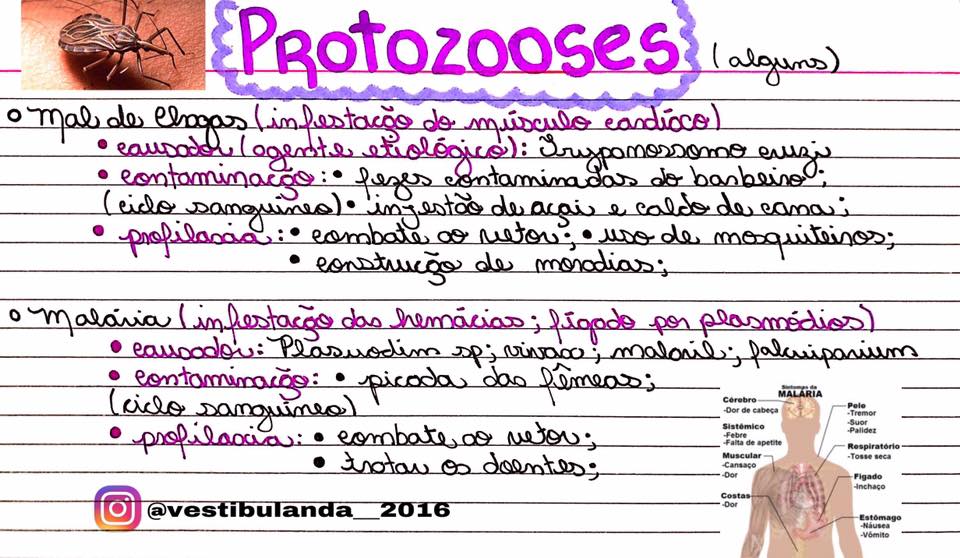 Protozooses (alguns)
Mal de Chagas (infestação do músculo cardíaco)
• causador (agente etiológico): Trypanossomo cruzi
• contaminação: • fezes contaminadas do barbeiro;
(ciclo sanguíneo) • ingestão de açaí e caldo de cana;
• profilaxia: • combate ao vetor; • uso de mosquiteiros;
• construção de moradias;
Malária (infestação das hemácias; fígado por plasmódios)
• causador: Plasmodim sp; vivax; malarie; falciparium
• contaminação: • picada das fêmeas;
(ciclo sanguíneo)
• profilaxia: • combate ao vetor;
• tratar os doentes;
@vestibulanda__2016
Sintomas da
MALÁRIA
Cérebro
-Dor de cabeça
Sistêmico
-Febre
-Falta de apetite
Muscular
-Cansaço
-Dor
Costas
-Dor
Pele
-Tremor
-Suor
-Palidez
Respiratório
-Tosse seca
Fígado
-Inchaço
Estômago
-Náusea
-Vômito